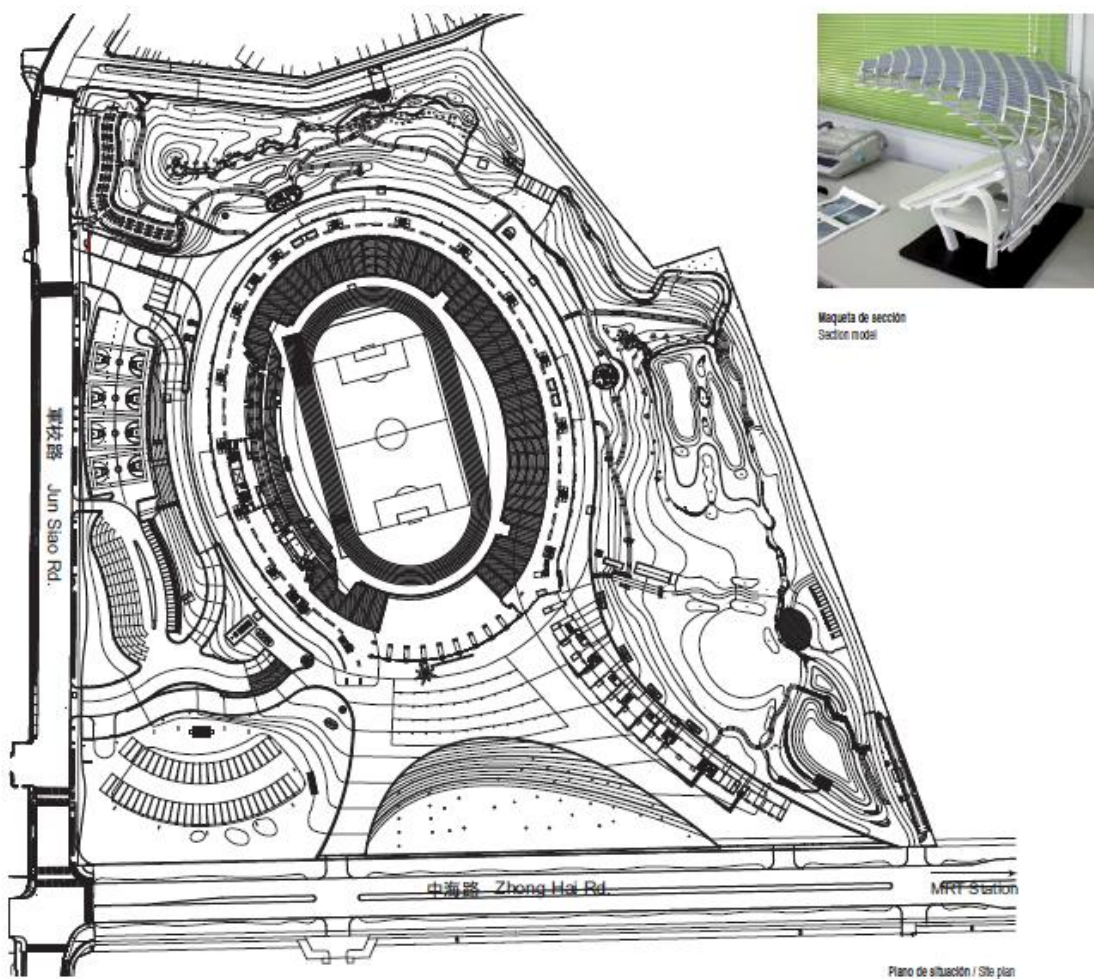 Maqueta de sección
Section model
軍校路 Jun Siao Rd.
中海路 Zhong Hai Rd.
MRT Station
Plano de situación / Site plan